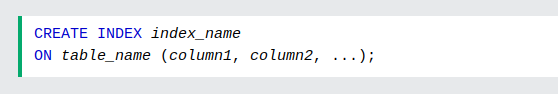 CREATE INDEX index_name
ON table_name (column1, column2, ...);